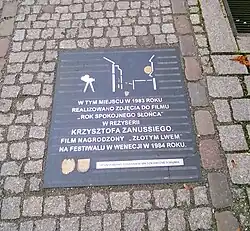 W TYM MIEJSCU W 1983 ROKU
REALIZOWANO ZDJĘCIA DO FILMU
„ROK SPOKOJNEGO SŁOŃCA"
W REŻYSERII
KRZYSZTOFA ZANUSSIEGO,
FILM NAGRODZONY „ZŁOTYM LWEM"
NA FESTIWALU W WENECJI W 1984 ROKU.